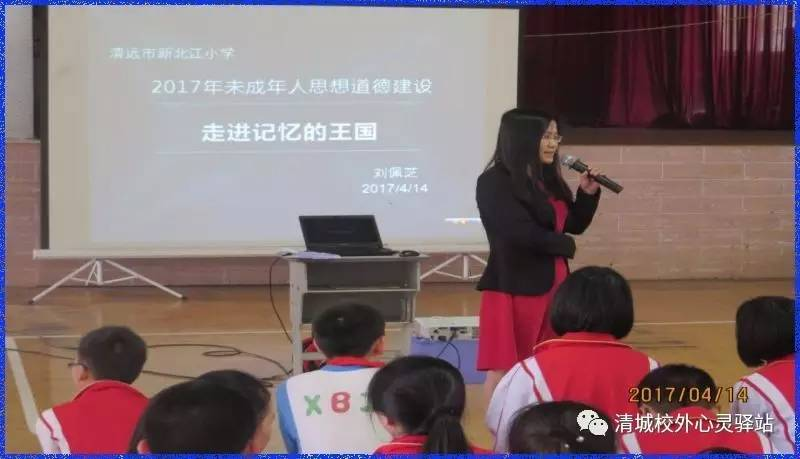 清远市新北江小学
2017年未成年人思想道德建设
走进记忆的王国
刘佩芝
2017/4/14
XBJ
2017/04/14
清城校外心灵驿站